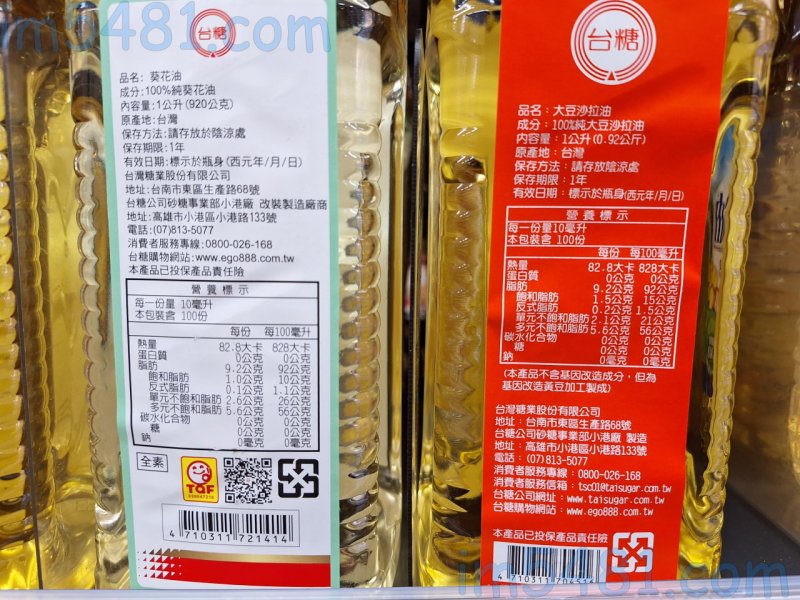 im5481.com
台糖
品名: 葵花油
成分:100%純葵花油
內容量:1公升(920公克)
原產地:台灣
保存方法:請存放於陰涼處
保存期限:1年
有效日期:標示於瓶身(西元年/月/日)
台灣糖業股份有限公司
地址:台南市東區生產路68號
台糖公司砂糖事業部小港廠 改裝製造廠商
地址:高雄市小港區小港路133號
電話:(07)813-5077
消費者服務專線:0800-026-168
台糖購物網站:www.ego888.com.tw
本產品已投保產品責任險
營養標示
每一份量 10毫升
本包裝含 100份
每份 每100毫升
熱量 82.8大卡 828大卡
蛋白質 0公克 0公克
脂肪 9.2公克 92公克
飽和脂肪 1.0公克 10公克
反式脂肪 0.1公克 1.1公克
單元不飽和脂肪 2.6公克 26公克
多元不飽和脂肪 5.6公克 56公克
碳水化合物 0公克 0公克
糖 0公克 0公克
鈉 0毫克 0毫克
全素
TQF
4 710311 721414
台糖
品名:大豆沙拉油
成分:100%純大豆沙拉油
內容量:1公升(0.92公斤)
原產地:台灣
保存方法:請存放陰涼處
保存期限:1年
有效日期:標示於瓶身(西元年/月/日)
營養標示
每一份量10毫升
本包裝含 100份
每份 每100毫升
熱量 82.8大卡 828大卡
蛋白質 0公克 0公克
脂肪 9.2公克 92公克
飽和脂肪 1.5公克 15公克
反式脂肪 0.2公克 1.5公克
單元不飽和脂肪 2.1公克 21公克
多元不飽和脂肪 5.6公克 56公克
碳水化合物 0公克 0公克
糖 0公克 0公克
鈉 0毫克 0毫克
(本產品不含基因改造成分,但為
基因改造黃豆加工製成)
台灣糖業股份有限公司
地址:台南市東區生產路68號
台糖公司砂糖事業部小港廠 製造
地址:高雄市小港區小港路133號
電話:(07)813-5077
消費者服務專線:0800-026-168
消費者服務信箱:tsc01@taisugar.com.tw
台糖公司網址:www.taisugar.com.tw
台糖購物網站:www.ego888.com.tw
本產品已投保產品責任險
im5481.com